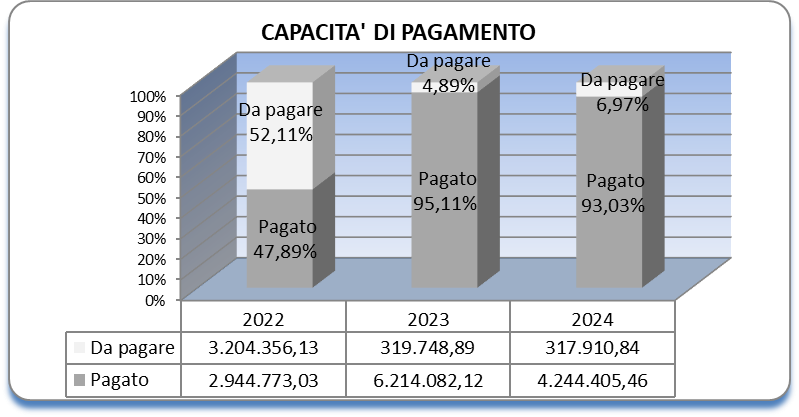 CAPACITA' DI PAGAMENTO
100%
90%
80%
70%
60%
50%
40%
30%
20%
10%
0%
Da pagare
52,11%
Pagato
47,89%
Da pagare
4,89%
Pagato
95,11%
Da pagare
6,97%
Pagato
93,03%
2022 2023 2024
Da pagare 3.204.356,13 319.748,89 317.910,84
Pagato 2.944.773,03 6.214.082,12 4.244.405,46